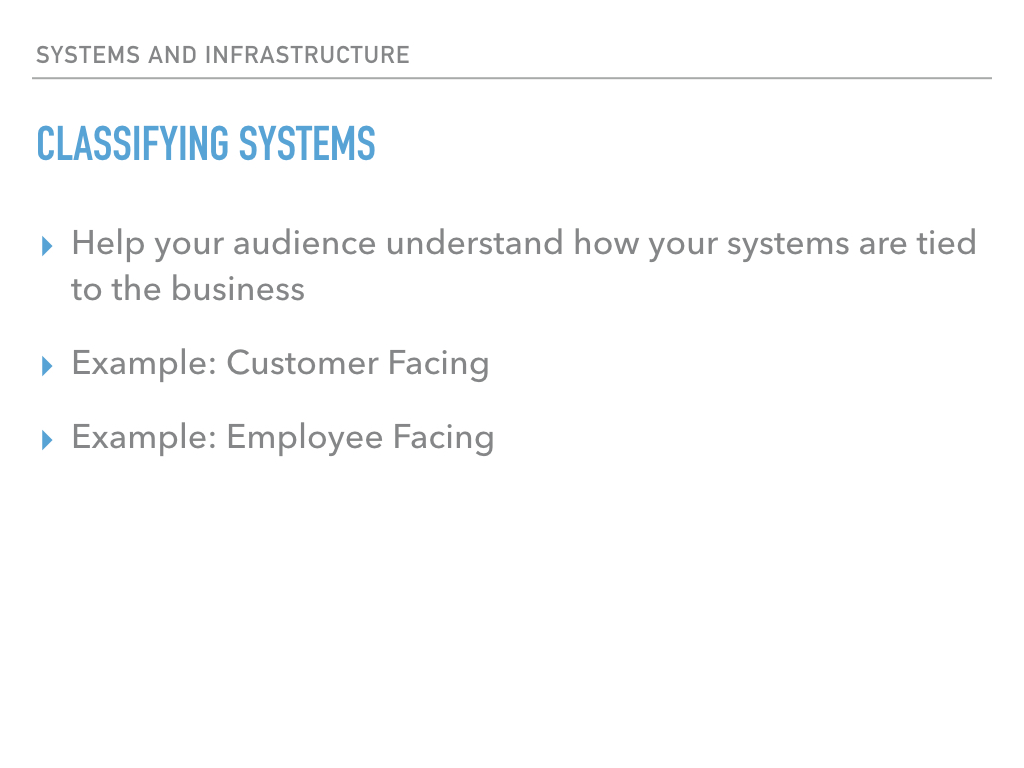 SYSTEMS AND INFRASTRUCTURE
CLASSIFYING SYSTEMS
Help your audience understand how your systems are tied
to the business
Example: Customer Facing
Example: Employee Facing